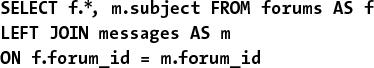 SELECT f.*, m.subject FROM forums AS f
LEFT JOIN messages AS m
ON f.forum_id = m.forum_id